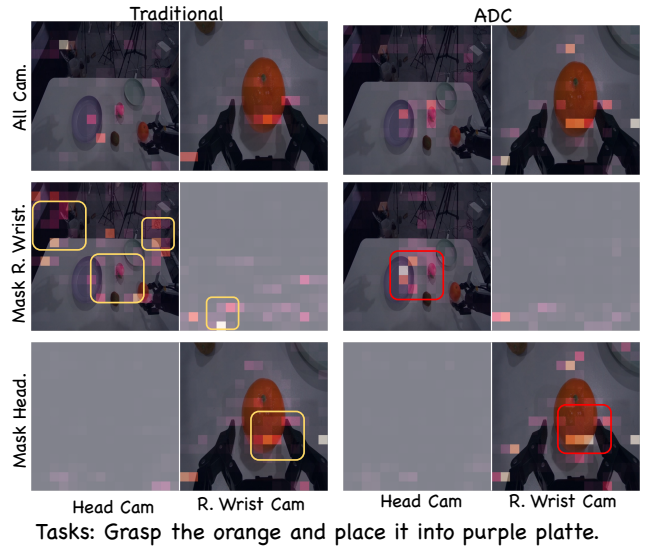 Traditional
ADC
All Cam.
Mask R. Wrist.
Mask Head.
Head Cam
R. Wrist Cam
Head Cam
R. Wrist Cam
Tasks: Grasp the orange and place it into purple platte.